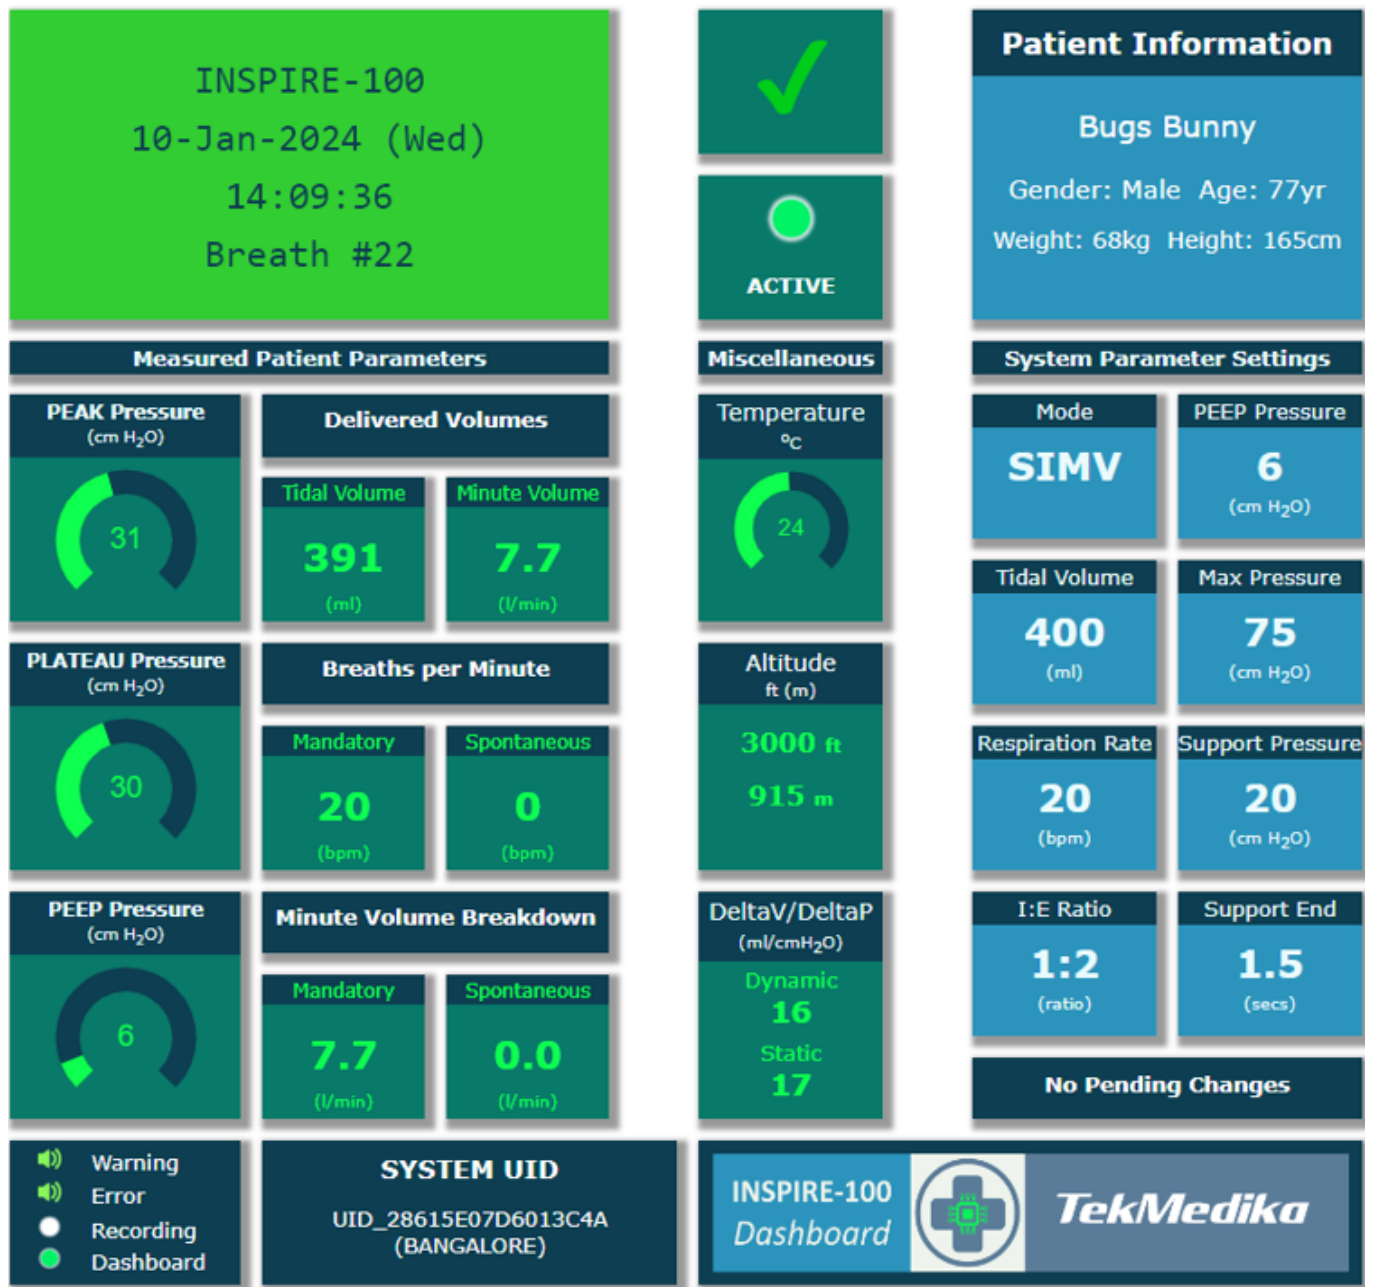 INSPIRE-100
10-Jan-2024 (Wed)
14:09:36
Breath #22
ACTIVE
Patient Information
Bugs Bunny
Gender: Male Age: 77yr
Weight: 68kg Height: 165cm
Measured Patient Parameters
PEAK Pressure
(cm H₂O)
31
Delivered Volumes
Tidal Volume
391
(ml)
Minute Volume
7.7
(l/min)
PLATEAU Pressure
(cm H₂O)
30
Breaths per Minute
Mandatory
20
(bpm)
Spontaneous
0
(bpm)
PEEP Pressure
(cm H₂O)
6
Minute Volume Breakdown
Mandatory
7.7
(l/min)
Spontaneous
0.0
(l/min)
Miscellaneous
Temperature
ºC
24
Altitude
ft (m)
3000 ft
915 m
DeltaV/DeltaP
(ml/cmH₂O)
Dynamic
16
Static
17
System Parameter Settings
Mode
SIMV
PEEP Pressure
6
(cm H₂O)
Tidal Volume
400
(ml)
Max Pressure
75
(cm H₂O)
Respiration Rate
20
(bpm)
Support Pressure
20
(cm H₂O)
I:E Ratio
1:2
(ratio)
Support End
1.5
(secs)
No Pending Changes
Warning
Error
Recording
Dashboard
SYSTEM UID
UID_28615E07D6013C4A
(BANGALORE)
INSPIRE-100
Dashboard
TekMedika